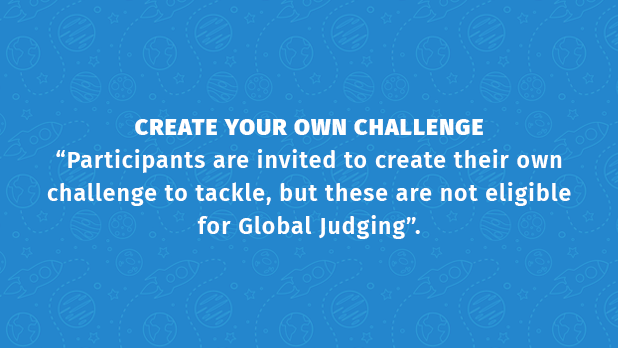 CREATE YOUR OWN CHALLENGE
“Participants are invited to create their own
challenge to tackle, but these are not eligible
for Global Judging”.